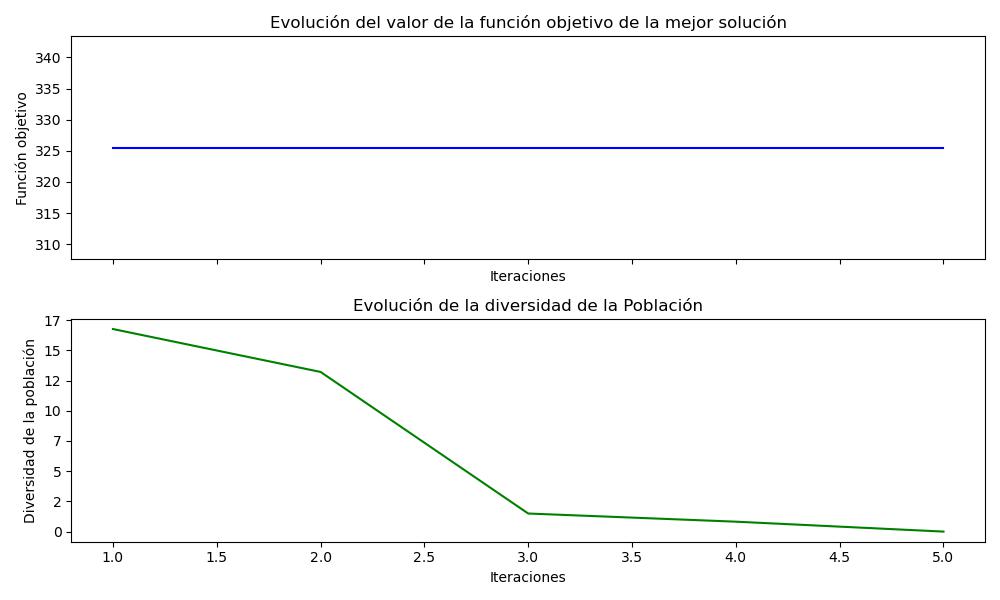 Evolución del valor de la función objetivo de la mejor solución
Función objetivo
340
335
330
325
320
315
310
Iteraciones
Evolución de la diversidad de la Población
Diversidad de la población
17
15
12
10
7
5
2
0
1.0 1.5 2.0 2.5 3.0 3.5 4.0 4.5 5.0
Iteraciones